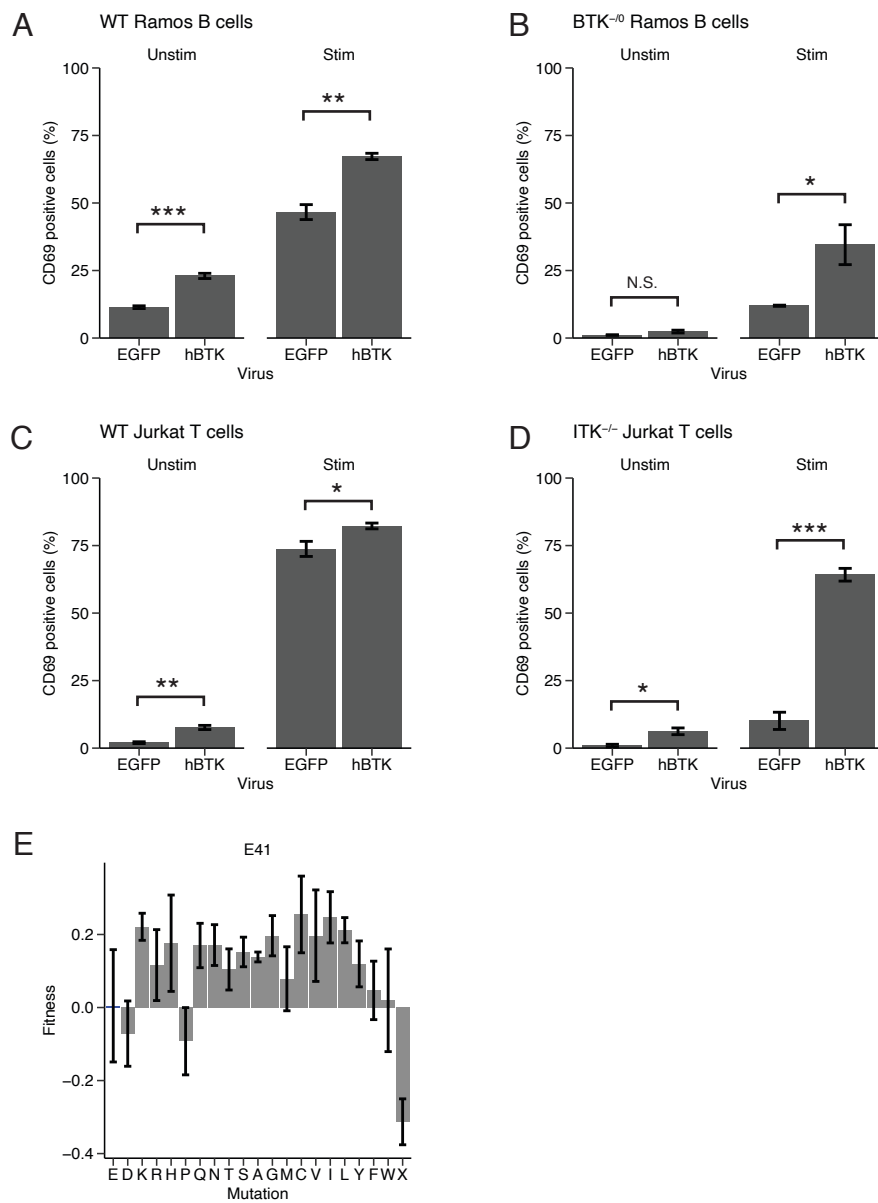 A WT Ramos B cells
Unstim Stim
CD69 positive cells (%)
100
75
50
25
0
***
**
EGFP hBTK EGFP hBTK
Virus
B BTK⁻/⁰ Ramos B cells
Unstim Stim
CD69 positive cells (%)
100
75
50
25
0
N.S.
*
EGFP hBTK EGFP hBTK
Virus
C WT Jurkat T cells
Unstim Stim
CD69 positive cells (%)
100
75
50
25
0
**
*
EGFP hBTK EGFP hBTK
Virus
D ITK⁻/⁻ Jurkat T cells
Unstim Stim
CD69 positive cells (%)
100
75
50
25
0
*
***
EGFP hBTK EGFP hBTK
Virus
E
E41
Fitness
0.2
0.0
−0.2
−0.4
E D K R H P Q N T S A G M C V I L Y F W X
Mutation